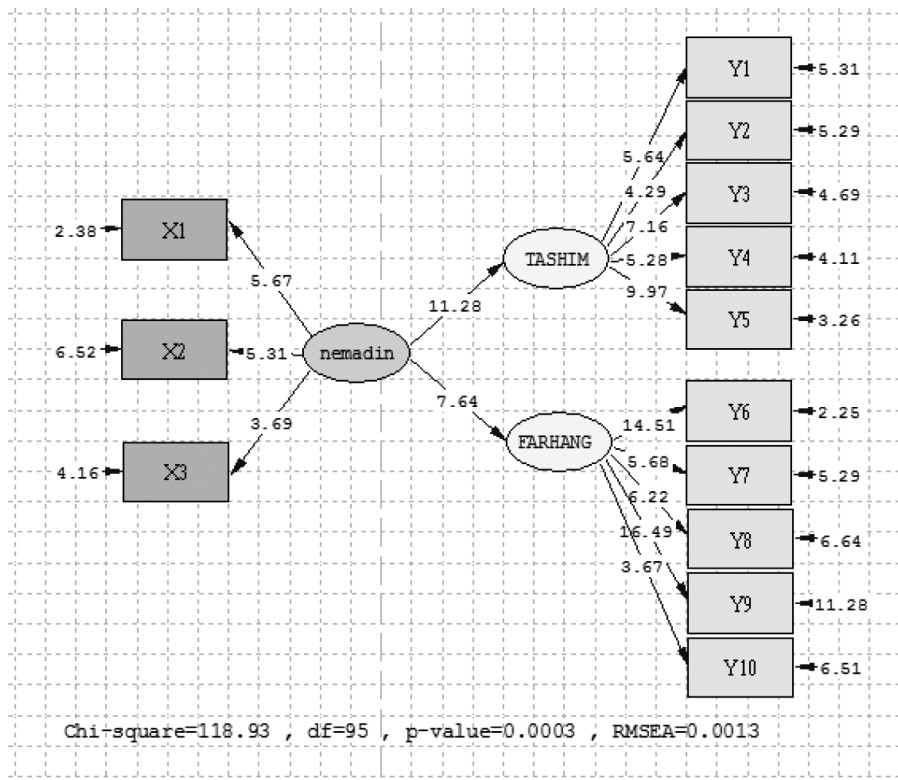 Y1
5.31
Y2
5.29
5.64
4.29
Y3
4.69
7.16
X1
2.38
TASHIM
5.28
Y4
4.11
5.67
9.97
11.28
Y5
3.26
X2
6.52
5.31
nemadin
7.64
Y6
2.25
14.51
3.69
FARHANG
5.68
X3
4.16
Y7
5.29
6.22
16.49
Y8
6.64
3.67
Y9
11.28
Y10
6.51
Chi-square=118.93 , df=95 , p-value=0.0003 , RMSEA=0.0013